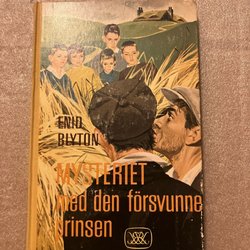 ENID
BLYTON
MYSTERIET
med den försvunne
prinsen